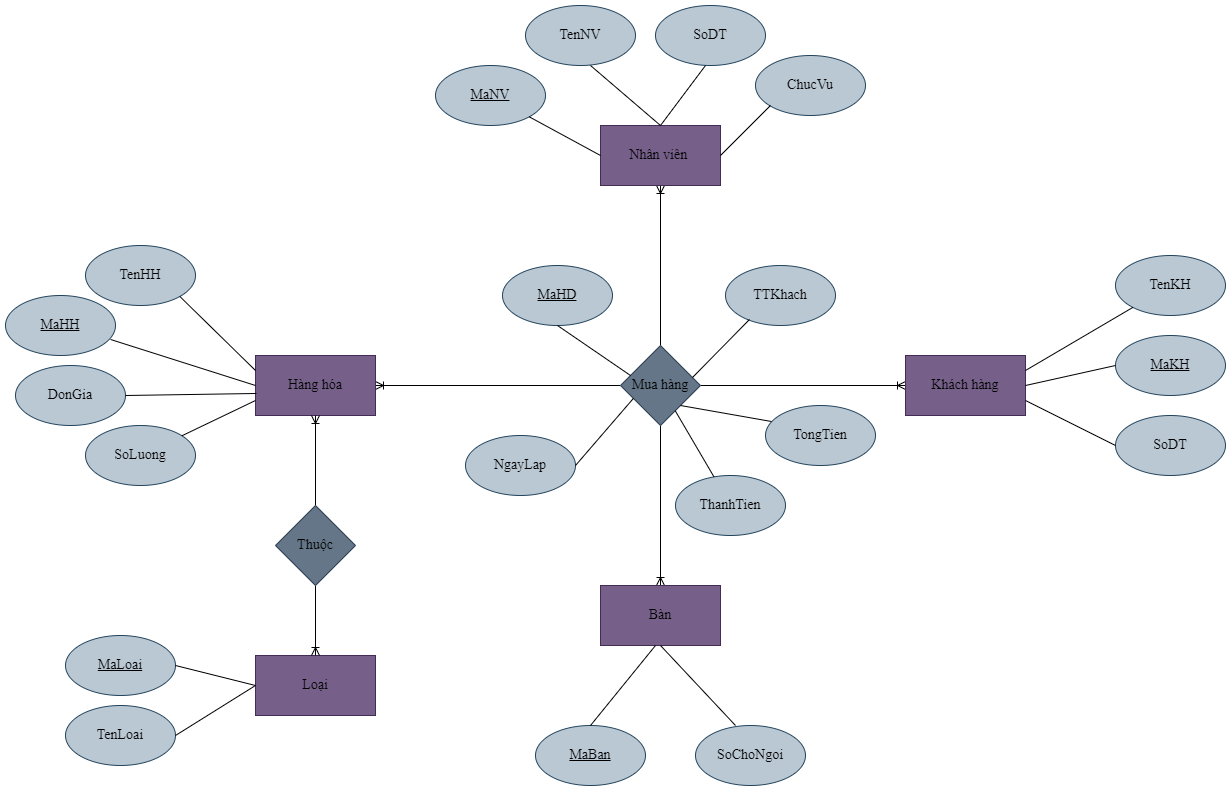 TenNV
SoDT
MaNV
ChucVu
Nhân viên
TenHH
MaHH
DonGia
SoLuong
Hàng hóa
MaHD
TTKhach
Mua hàng
NgayLap
TongTien
ThanhTien
TenKH
MaKH
SoDT
Khách hàng
Thuộc
MaLoai
TenLoai
Loại
Bàn
MaBan
SoChoNgoi